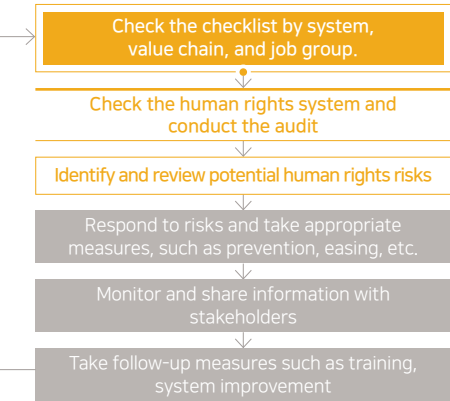 Check the checklist by system,
value chain, and job group.
Check the human rights system and
conduct the audit
Identify and review potential human rights risks
Respond to risks and take appropriate
measures, such as prevention, easing, etc.
Monitor and share information with
stakeholders
Take follow-up measures such as training,
system improvement